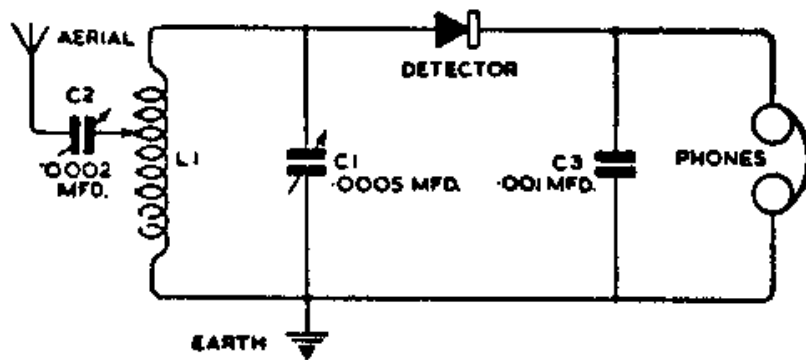 AERIAL
C2
·0002
MFD.
L1
DETECTOR
C1
·0005 MFD.
C3
·001 MFD.
PHONES
EARTH